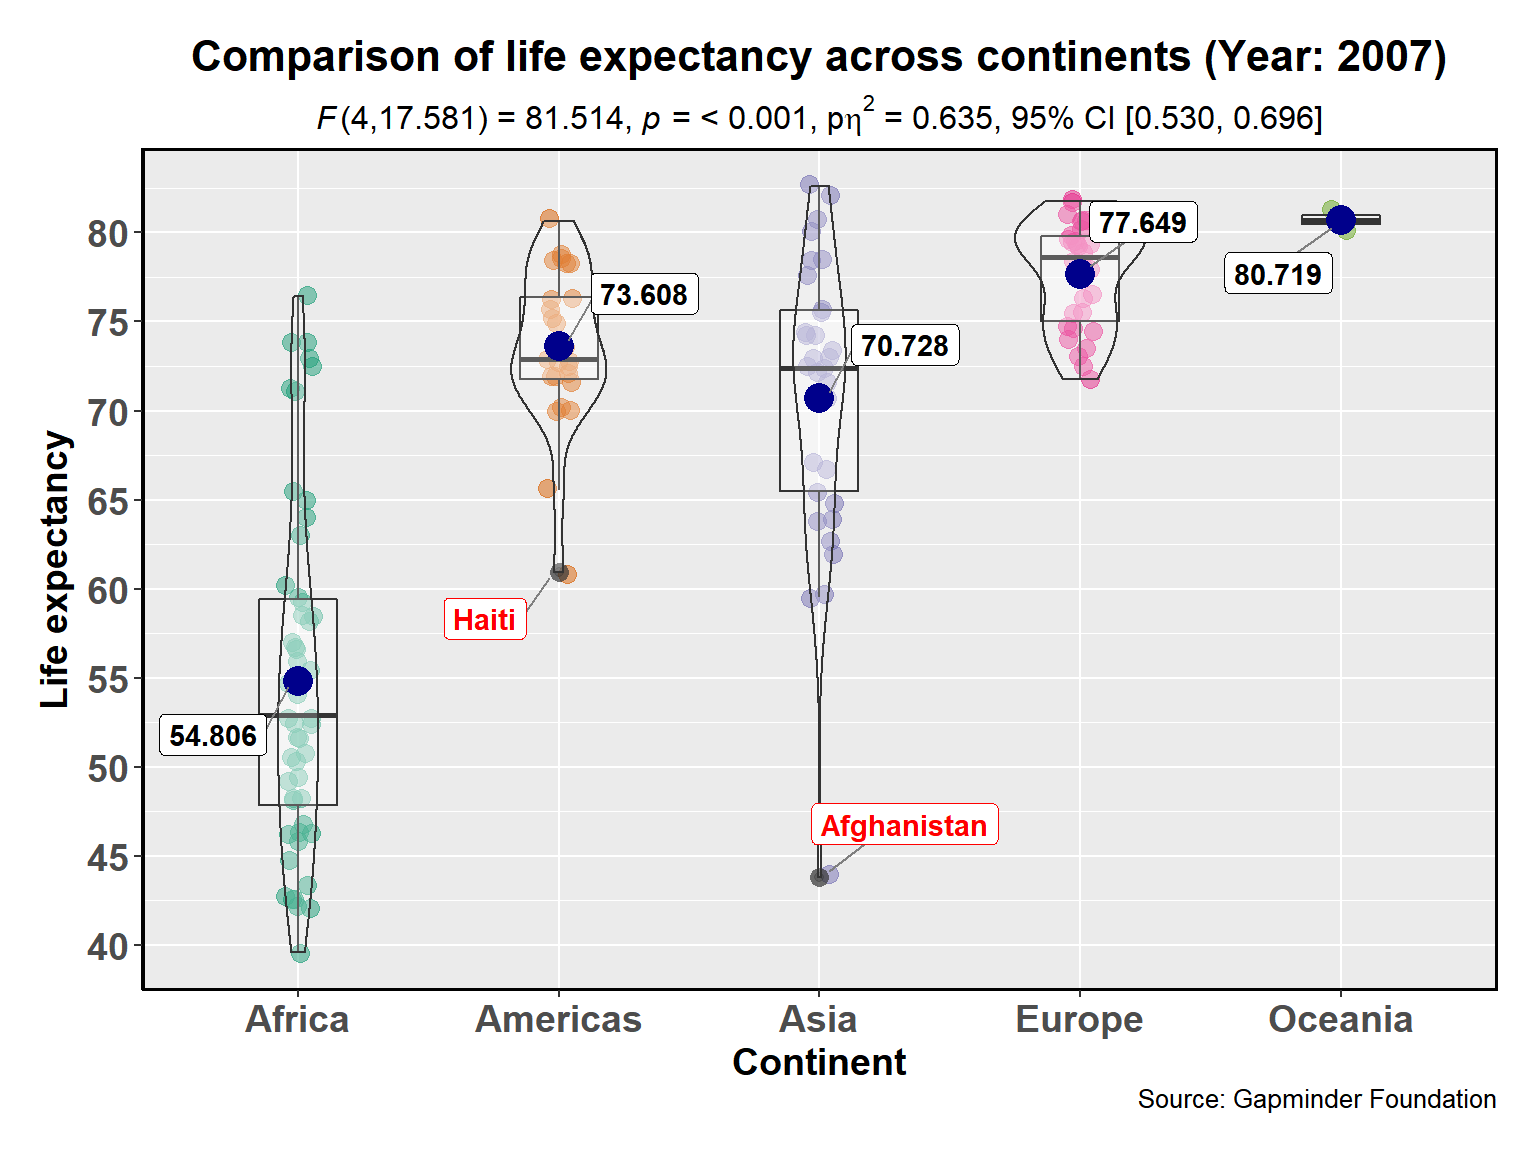 Comparison of life expectancy across continents (Year: 2007)
F(4,17.581) = 81.514, p = < 0.001, pη² = 0.635, 95% CI [0.530, 0.696]
Life expectancy
80
75
70
65
60
55
50
45
40
77.649
80.719
73.608
70.728
Haiti
54.806
Afghanistan
Africa
Americas
Asia
Europe
Oceania
Continent
Source: Gapminder Foundation